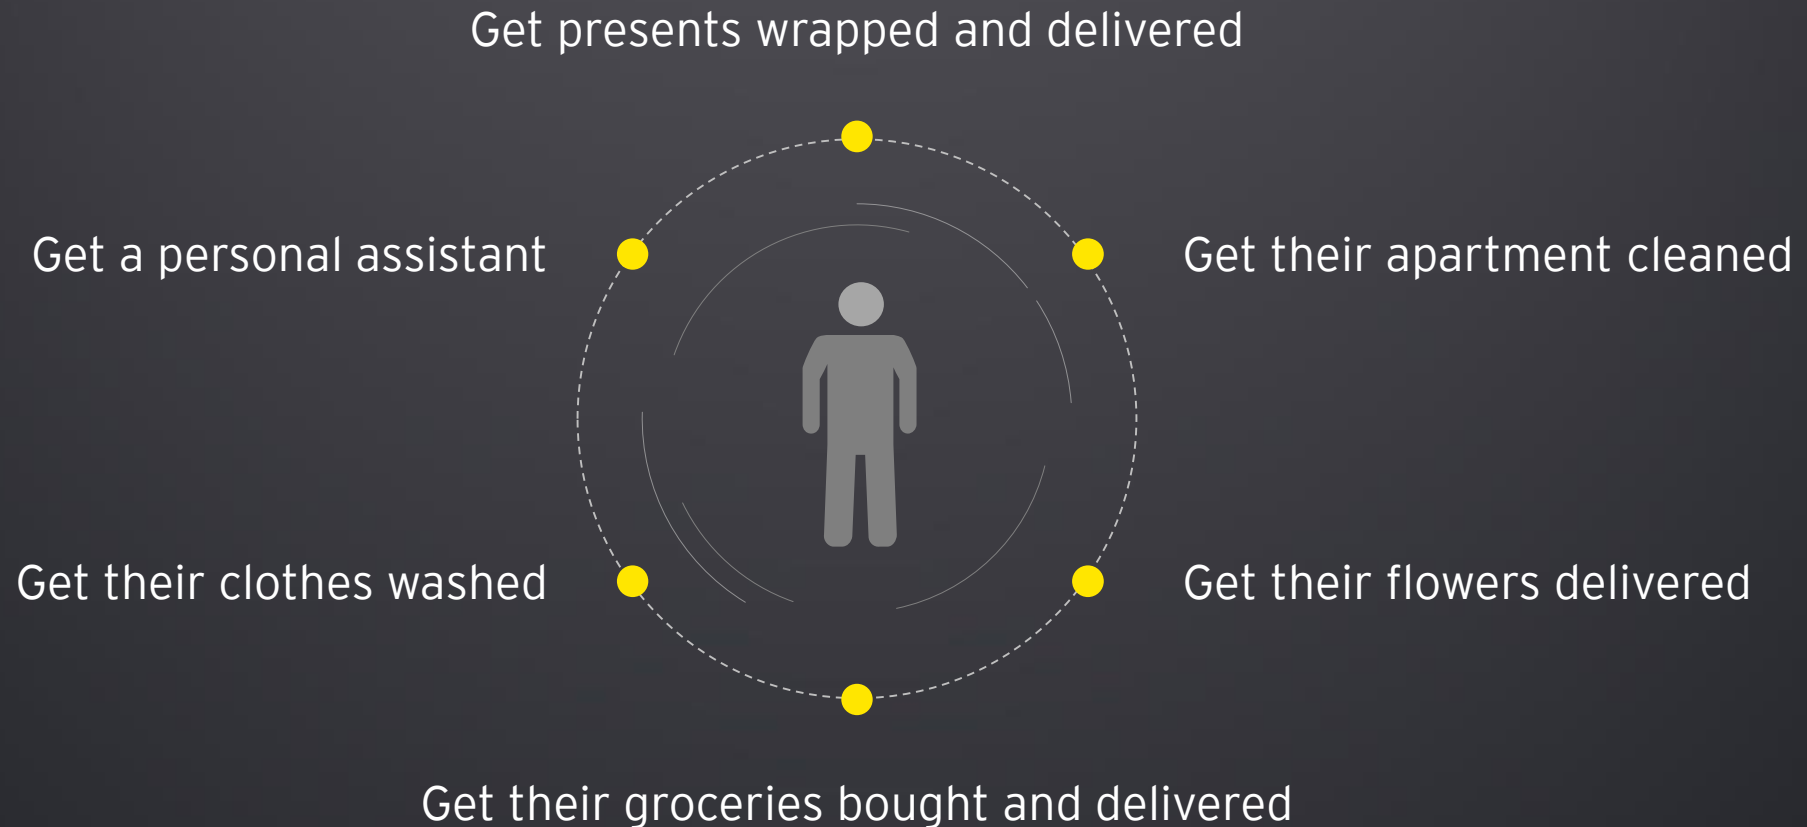 Get presents wrapped and delivered
Get a personal assistant
Get their apartment cleaned
Get their clothes washed
Get their flowers delivered
Get their groceries bought and delivered